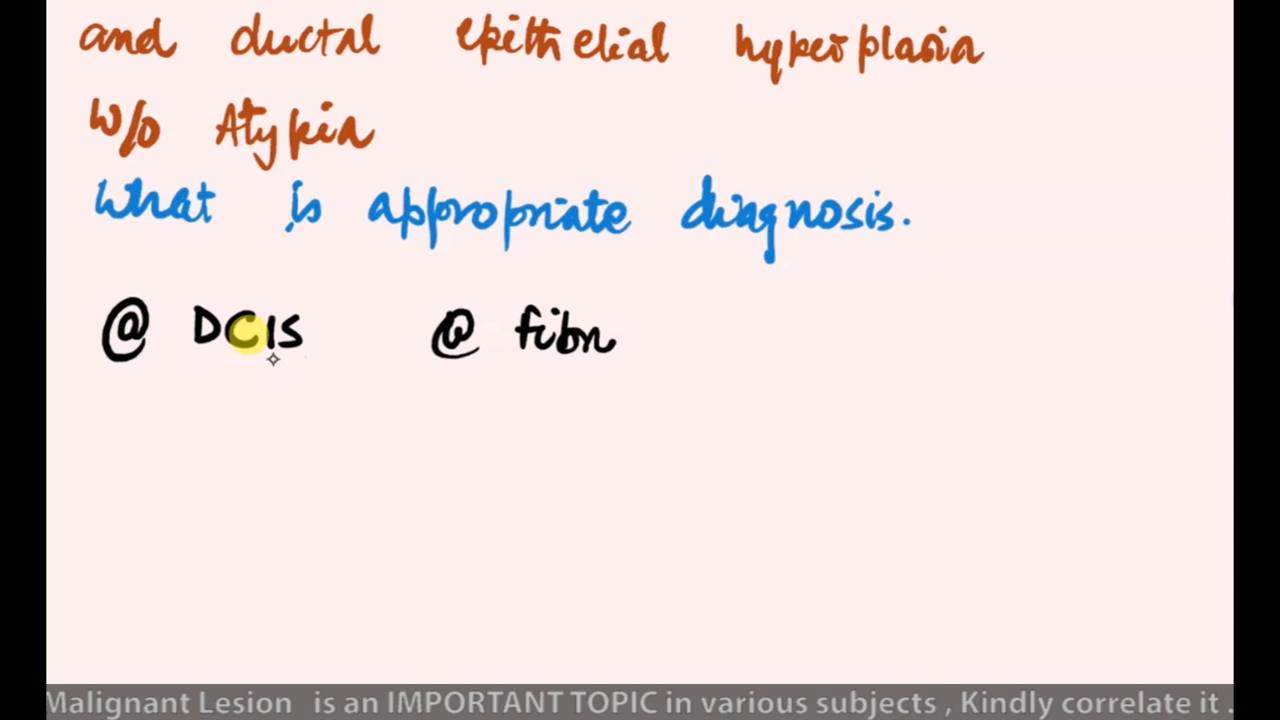 and ductal epithelial hyperplasia
w/o Atypia
What is appropriate diagnosis.
@ DCIS @ fibr
Malignant Lesion is an IMPORTANT TOPIC in various subjects , Kindly correlate it .